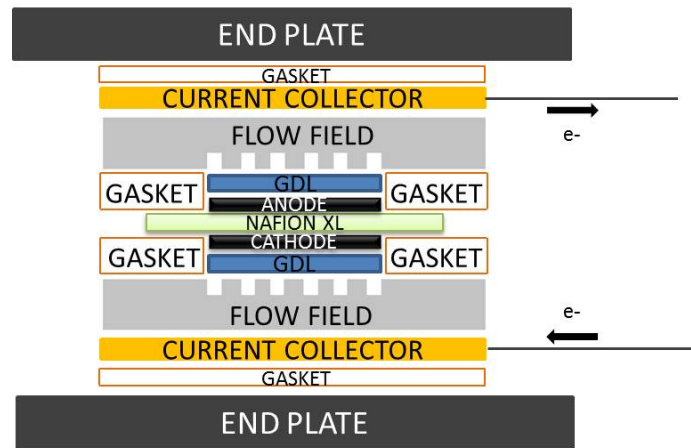 END PLATE
GASKET
CURRENT COLLECTOR
e-
FLOW FIELD
GDL
GASKET
GASKET
ANODE
NAFION XL
CATHODE
GASKET
GASKET
GDL
FLOW FIELD
e-
CURRENT COLLECTOR
GASKET
END PLATE